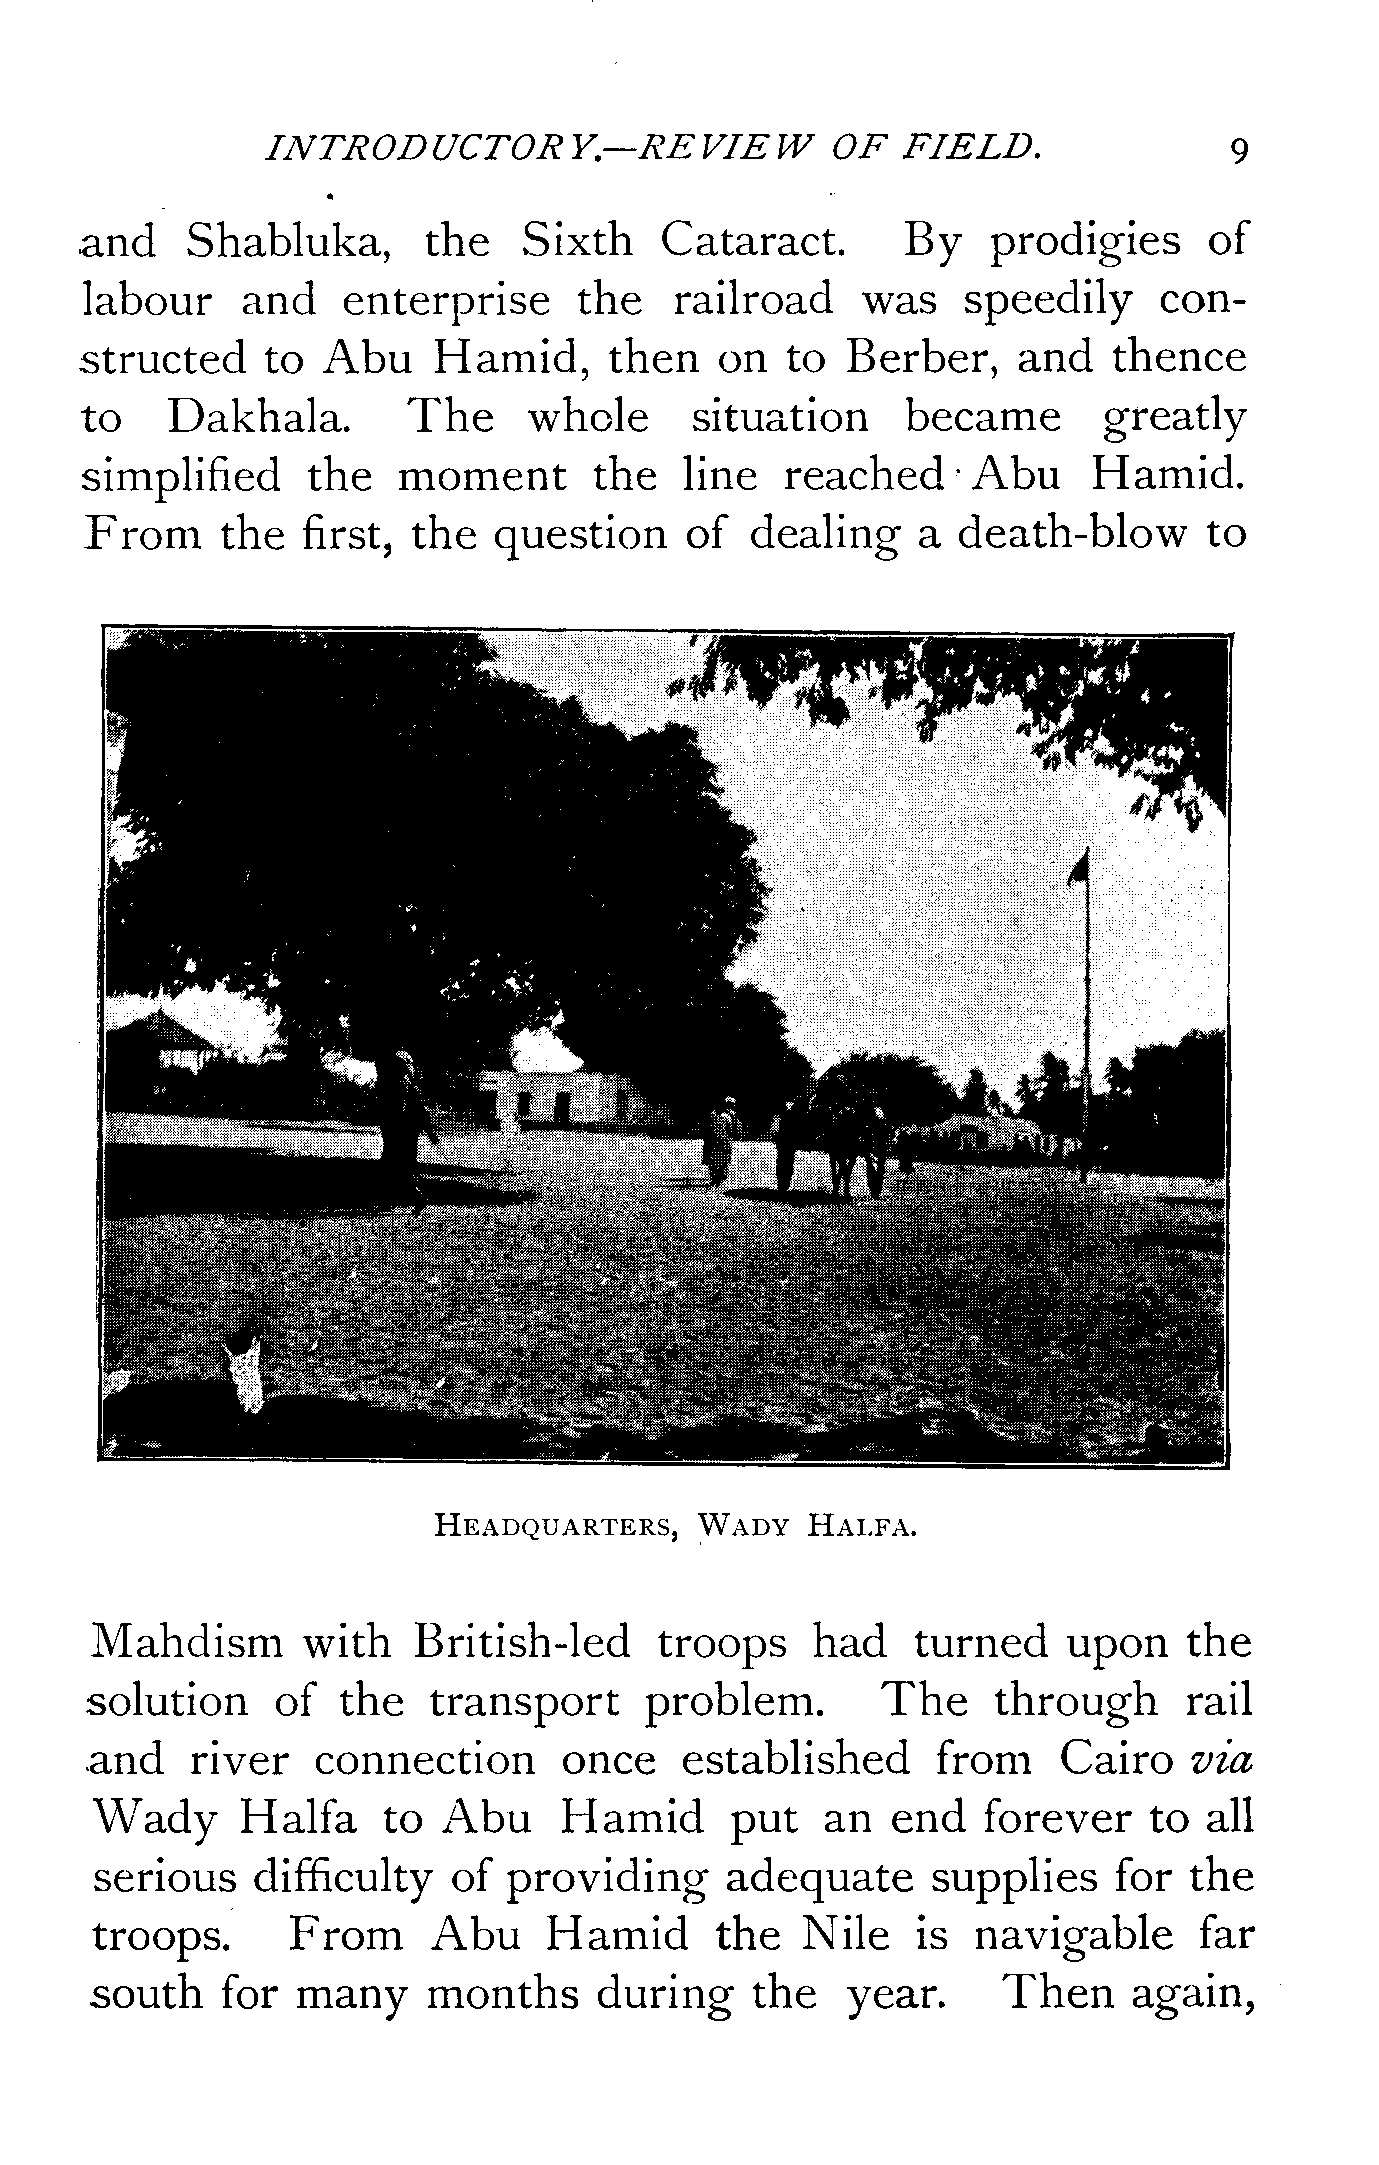 INTRODUCTORY.—REVIEW OF FIELD. 9
and Shabluka, the Sixth Cataract. By prodigies of
labour and enterprise the railroad was speedily con-
structed to Abu Hamid, then on to Berber, and thence
to Dakhala. The whole situation became greatly
simplified the moment the line reached Abu Hamid.
From the first, the question of dealing a death-blow to
HEADQUARTERS, WADY HALFA.
Mahdism with British-led troops had turned upon the
solution of the transport problem. The through rail
and river connection once established from Cairo via
Wady Halfa to Abu Hamid put an end forever to all
serious difficulty of providing adequate supplies for the
troops. From Abu Hamid the Nile is navigable far
south for many months during the year. Then again,